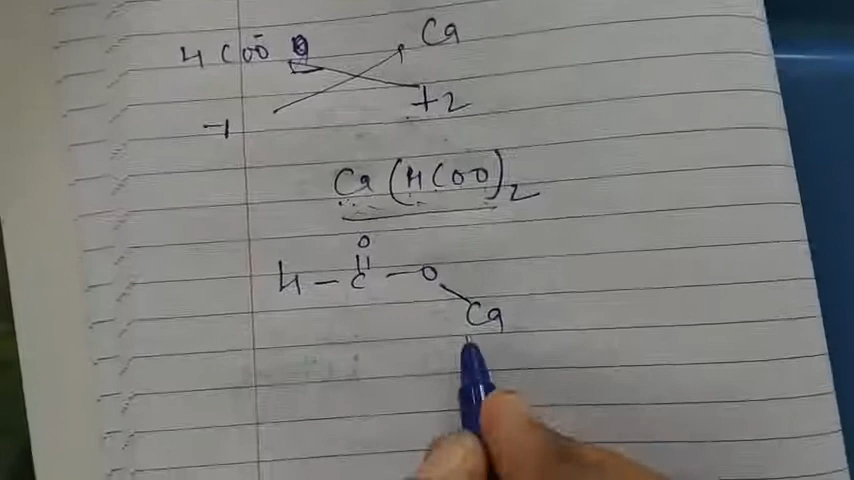 HCOO⁻ Ca
-1 +2
Ca(HCOO)₂
O
||
H - C - O
Ca